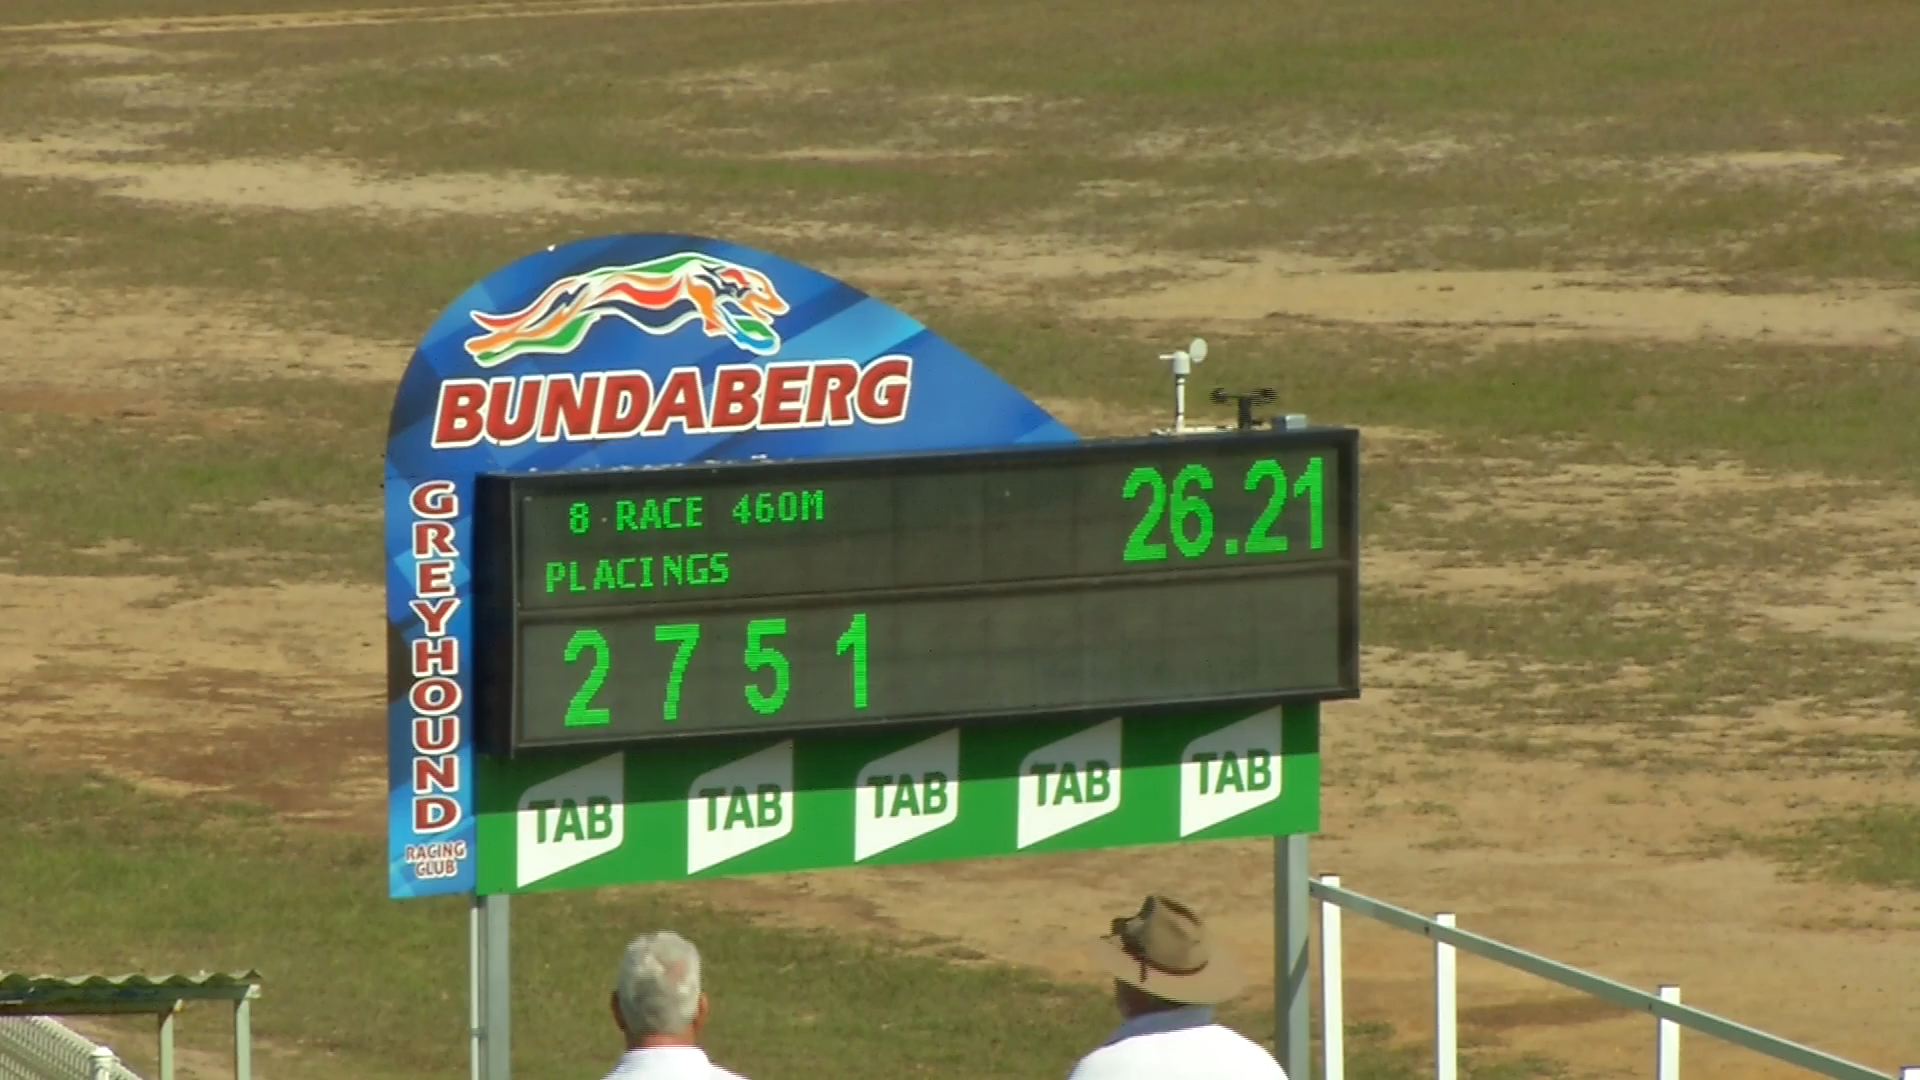 BUNDABERG
GREYHOUND
RACING
CLUB
8 RACE 460M
26.21
PLACINGS
2 7 5 1
TAB TAB TAB TAB TAB